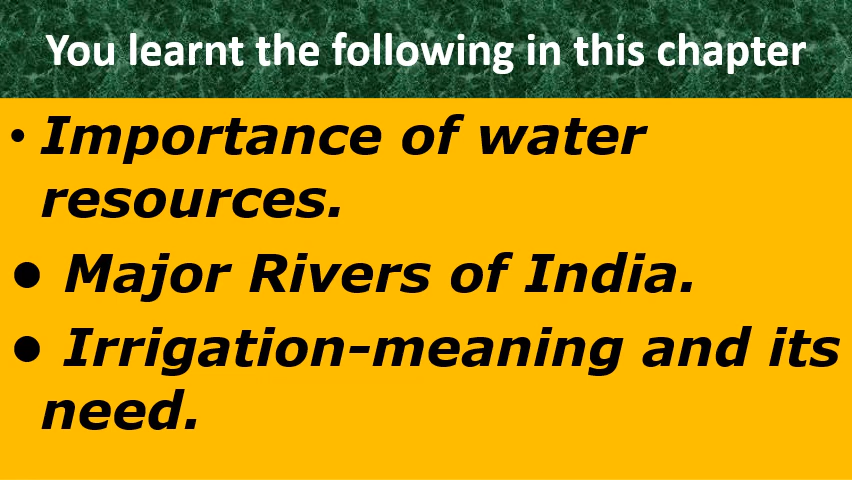 You learnt the following in this chapter
• Importance of water
resources.
● Major Rivers of India.
● Irrigation-meaning and its
need.